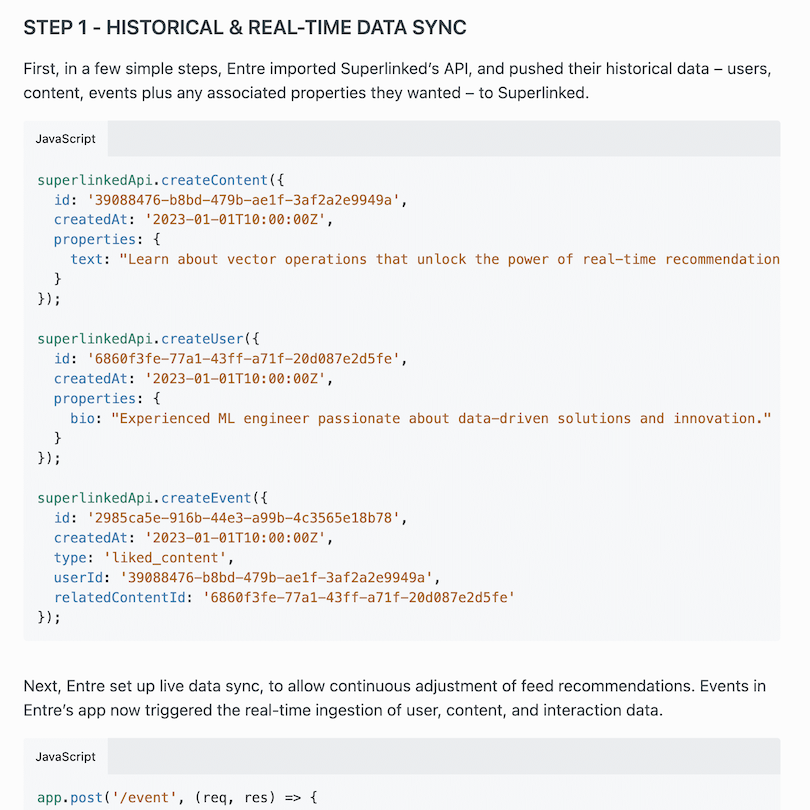 STEP 1 - HISTORICAL & REAL-TIME DATA SYNC
First, in a few simple steps, Entre imported Superlinked’s API, and pushed their historical data – users,
content, events plus any associated properties they wanted – to Superlinked.
JavaScript
superlinkedApi.createContent({
  id: '39088476-b8bd-479b-ae1f-3af2a2e9949a',
  createdAt: '2023-01-01T10:00:00Z',
  properties: {
    text: "Learn about vector operations that unlock the power of real-time recommendation
  }
});
superlinkedApi.createUser({
  id: '6860f3fe-77a1-43ff-a71f-20d087e2d5fe',
  createdAt: '2023-01-01T10:00:00Z',
  properties: {
    bio: "Experienced ML engineer passionate about data-driven solutions and innovation."
  }
});
superlinkedApi.createEvent({
  id: '2985ca5e-916b-44e3-a99b-4c3565e18b78',
  createdAt: '2023-01-01T10:00:00Z',
  type: 'liked_content',
  userId: '39088476-b8bd-479b-ae1f-3af2a2e9949a',
  relatedContentId: '6860f3fe-77a1-43ff-a71f-20d087e2d5fe'
});
Next, Entre set up live data sync, to allow continuous adjustment of feed recommendations. Events in
Entre’s app now triggered the real-time ingestion of user, content, and interaction data.
JavaScript
app.post('/event', (req, res) => {